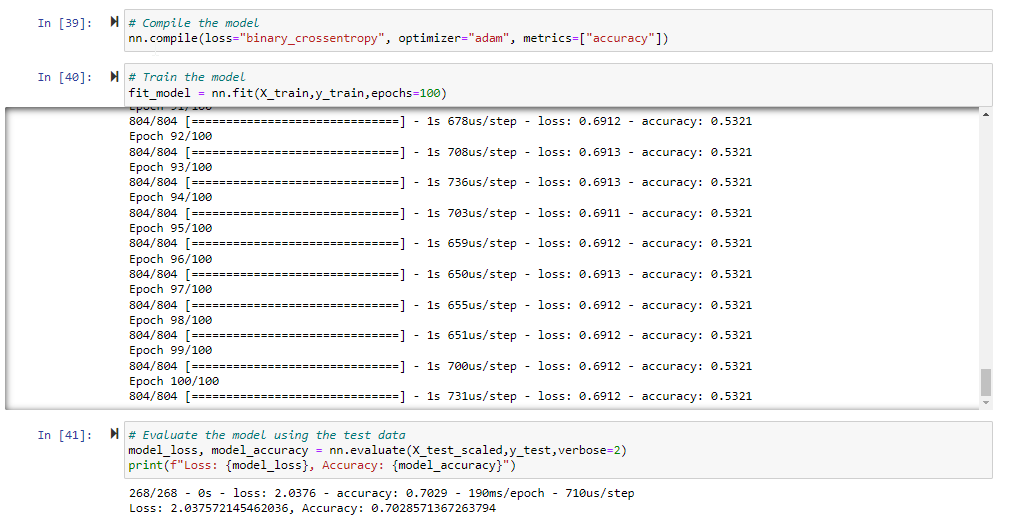 In [39]:
# Compile the model
nn.compile(loss="binary_crossentropy", optimizer="adam", metrics=["accuracy"])
In [40]:
# Train the model
fit_model = nn.fit(X_train,y_train,epochs=100)
Epoch 91/100
804/804 [==============================] - 1s 678us/step - loss: 0.6912 - accuracy: 0.5321
Epoch 92/100
804/804 [==============================] - 1s 708us/step - loss: 0.6913 - accuracy: 0.5321
Epoch 93/100
804/804 [==============================] - 1s 736us/step - loss: 0.6913 - accuracy: 0.5321
Epoch 94/100
804/804 [==============================] - 1s 703us/step - loss: 0.6911 - accuracy: 0.5321
Epoch 95/100
804/804 [==============================] - 1s 659us/step - loss: 0.6912 - accuracy: 0.5321
Epoch 96/100
804/804 [==============================] - 1s 650us/step - loss: 0.6913 - accuracy: 0.5321
Epoch 97/100
804/804 [==============================] - 1s 655us/step - loss: 0.6912 - accuracy: 0.5321
Epoch 98/100
804/804 [==============================] - 1s 651us/step - loss: 0.6912 - accuracy: 0.5321
Epoch 99/100
804/804 [==============================] - 1s 700us/step - loss: 0.6912 - accuracy: 0.5321
Epoch 100/100
804/804 [==============================] - 1s 731us/step - loss: 0.6912 - accuracy: 0.5321
In [41]:
# Evaluate the model using the test data
model_loss, model_accuracy = nn.evaluate(X_test_scaled,y_test,verbose=2)
print(f"Loss: {model_loss}, Accuracy: {model_accuracy}")
268/268 - 0s - loss: 2.0376 - accuracy: 0.7029 - 190ms/epoch - 710us/step
Loss: 2.037572145462036, Accuracy: 0.7028571367263794